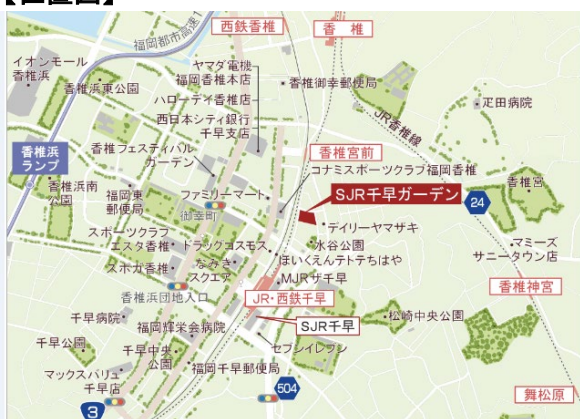 【位置図】
福岡都市高速1
西鉄香椎
香 椎
イオンモール
香椎浜
香椎浜東公園
ヤマダ電機
福岡香椎本店
ハローデイ香椎店
西日本シティ銀行
千早支店
香椎御幸郵便局
JR香椎線
疋田病院
香椎浜
ランプ
香椎フェスティバル
ガーデン
香椎宮前
コナミスポーツクラブ福岡香椎
香椎浜南
公園
福岡東
郵便局
ファミリーマート
御幸町
SJR千早ガーデン
24
香椎宮
スポーツクラブ
エスタ香椎
ドラッグコスモス
デイリーヤマザキ
水谷公園
ほいくえんテトテちはや
マミーズ
サニータウン店
スポガ香椎
なみき
スクエア
MJRザ千早
香椎浜団地入口
JR・西鉄千早
香椎神宮
千早病院
福岡輝栄会病院
SJR千早
松崎中央公園
千早公園
千早中央
公園
セブンイレブン
マックスバリュ
千早店
福岡千早郵便局
3
504
舞松原